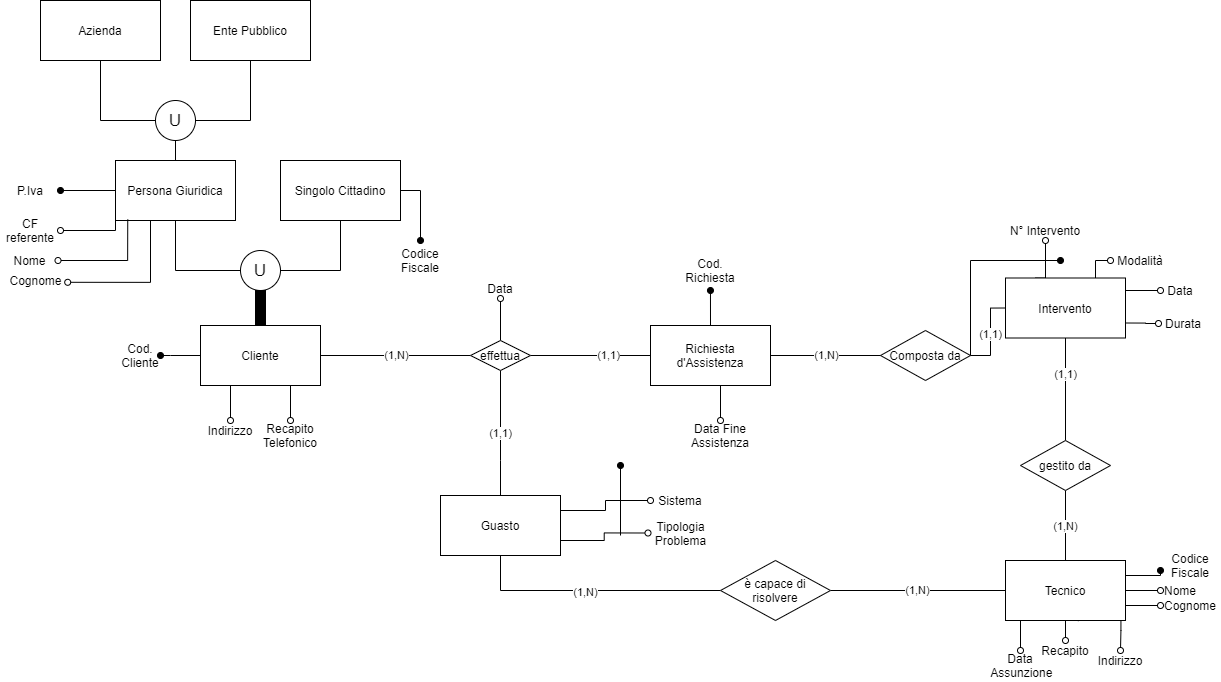 Azienda
Ente Pubblico
U
P.Iva
Persona Giuridica
Singolo Cittadino
CF
referente
Nome
Cognome
Codice
Fiscale
U
N° Intervento
Modalità
Cod.
Richiesta
Data
Intervento
Data
Durata
(1,1)
Cod.
Cliente
Cliente
(1,N)
effettua
(1,1)
Richiesta
d'Assistenza
(1,N)
Composta da
(1,1)
Indirizzo
Recapito
Telefonico
(1,1)
Data Fine
Assistenza
gestito da
Sistema
Guasto
Tipologia
Problema
(1,N)
Codice
Fiscale
(1,N)
è capace di
risolvere
(1,N)
Tecnico
Nome
Cognome
Data
Assunzione
Recapito
Indirizzo